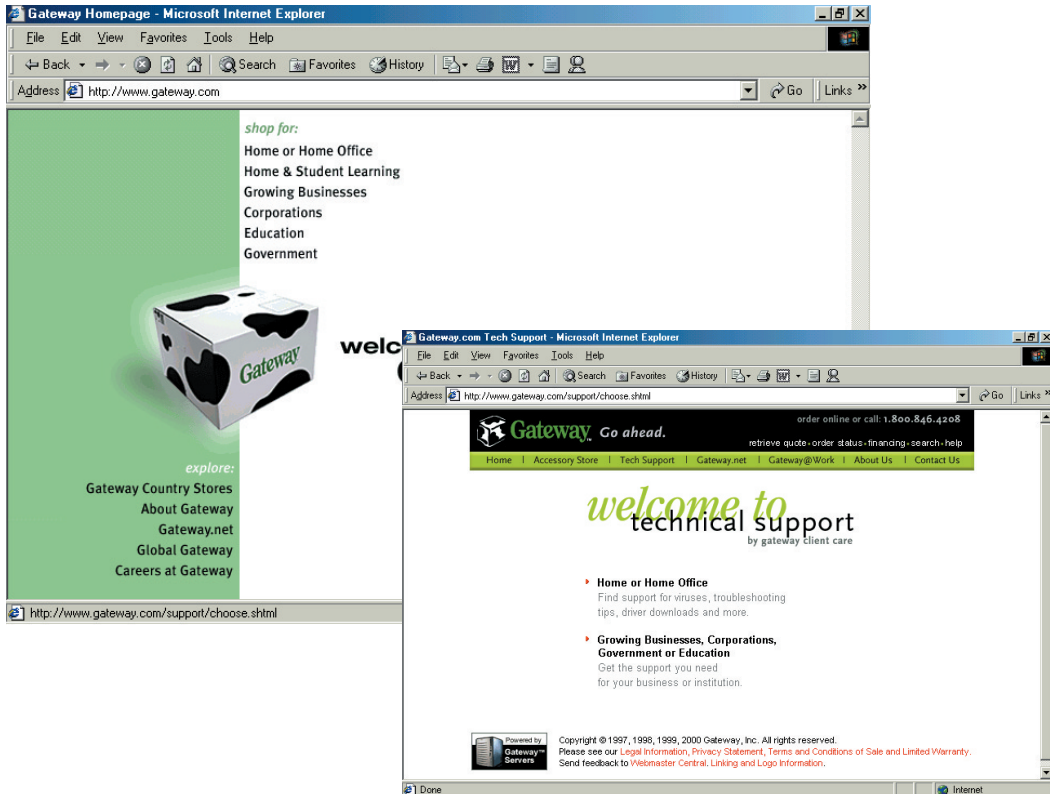 Gateway Homepage - Microsoft Internet Explorer
File Edit View Favorites Tools Help
Back Search Favorites History
Address http://www.gateway.com Go Links »
shop for:
Home or Home Office
Home & Student Learning
Growing Businesses
Corporations
Education
Government
Gateway
welc
explore:
Gateway Country Stores
About Gateway
Gateway.net
Global Gateway
Careers at Gateway
http://www.gateway.com/support/choose.shtml
Gateway.com Tech Support - Microsoft Internet Explorer
File Edit View Favorites Tools Help
Back Search Favorites History
Address http://www.gateway.com/support/choose.shtml Go Links »
order online or call: 1.800.846.4208
Gateway™ Go ahead.
retrieve quote • order status • financing • search • help
Home | Accessory Store | Tech Support | Gateway.net | Gateway@Work | About Us | Contact Us
welcome to
technical support
by gateway client care
Home or Home Office
Find support for viruses, troubleshooting
tips, driver downloads and more.
Growing Businesses, Corporations,
Government or Education
Get the support you need
for your business or institution.
Powered by
Gateway™
Servers
Copyright © 1997, 1998, 1999, 2000 Gateway, Inc. All rights reserved.
Please see our Legal Information, Privacy Statement, Terms and Conditions of Sale and Limited Warranty.
Send feedback to Webmaster Central. Linking and Logo Information.
Done Internet